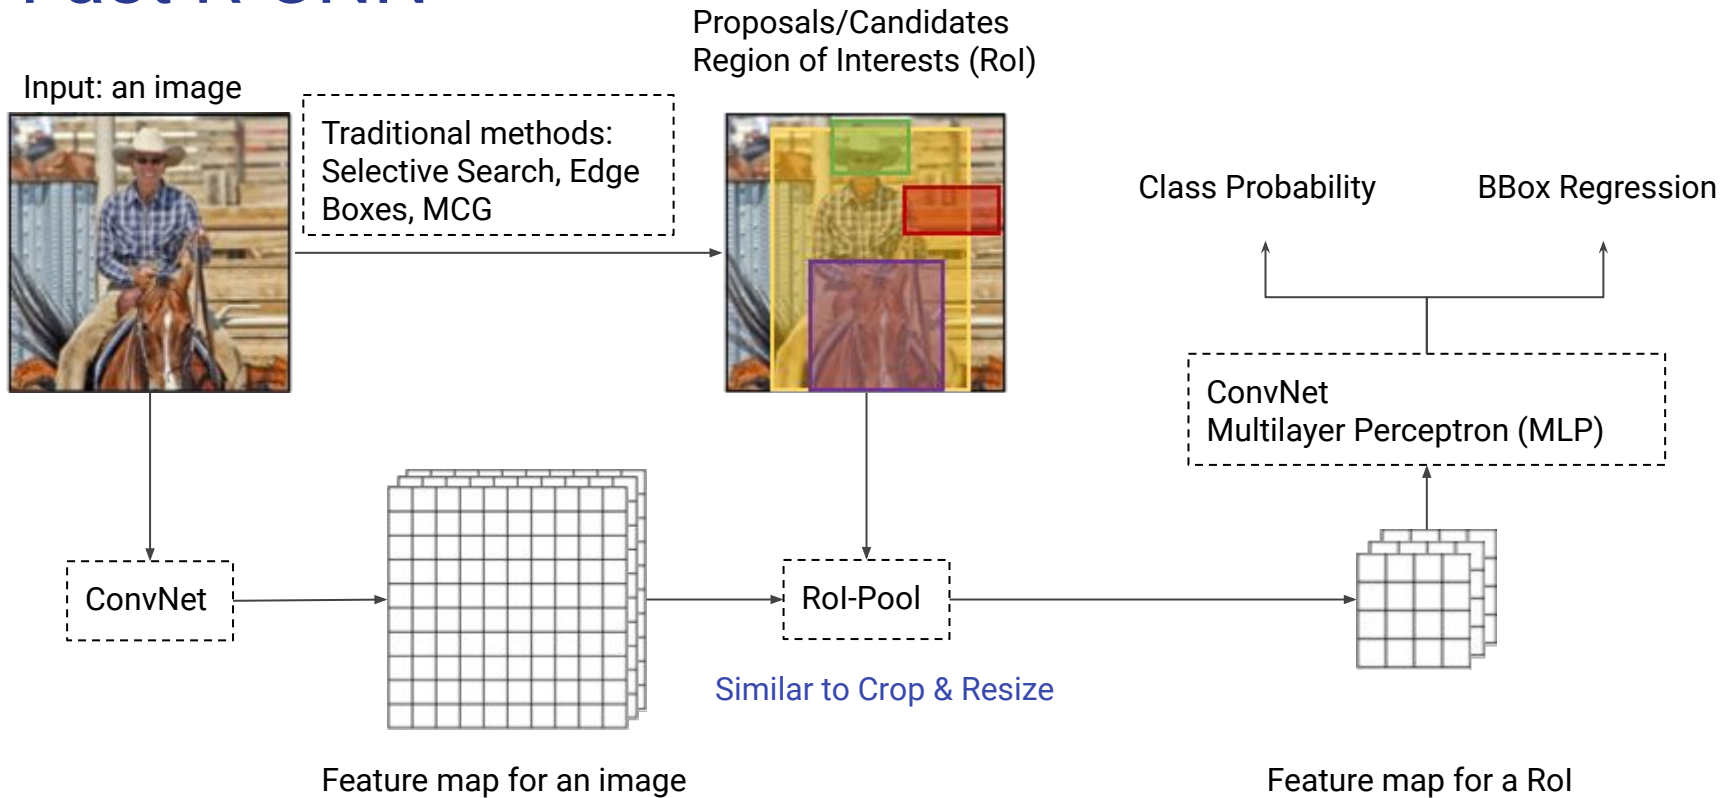 Fast R-CNN
Proposals/Candidates
Region of Interests (RoI)
Input: an image
Traditional methods:
Selective Search, Edge
Boxes, MCG
Class Probability
BBox Regression
ConvNet
Multilayer Perceptron (MLP)
ConvNet
RoI-Pool
Similar to Crop & Resize
Feature map for an image
Feature map for a RoI